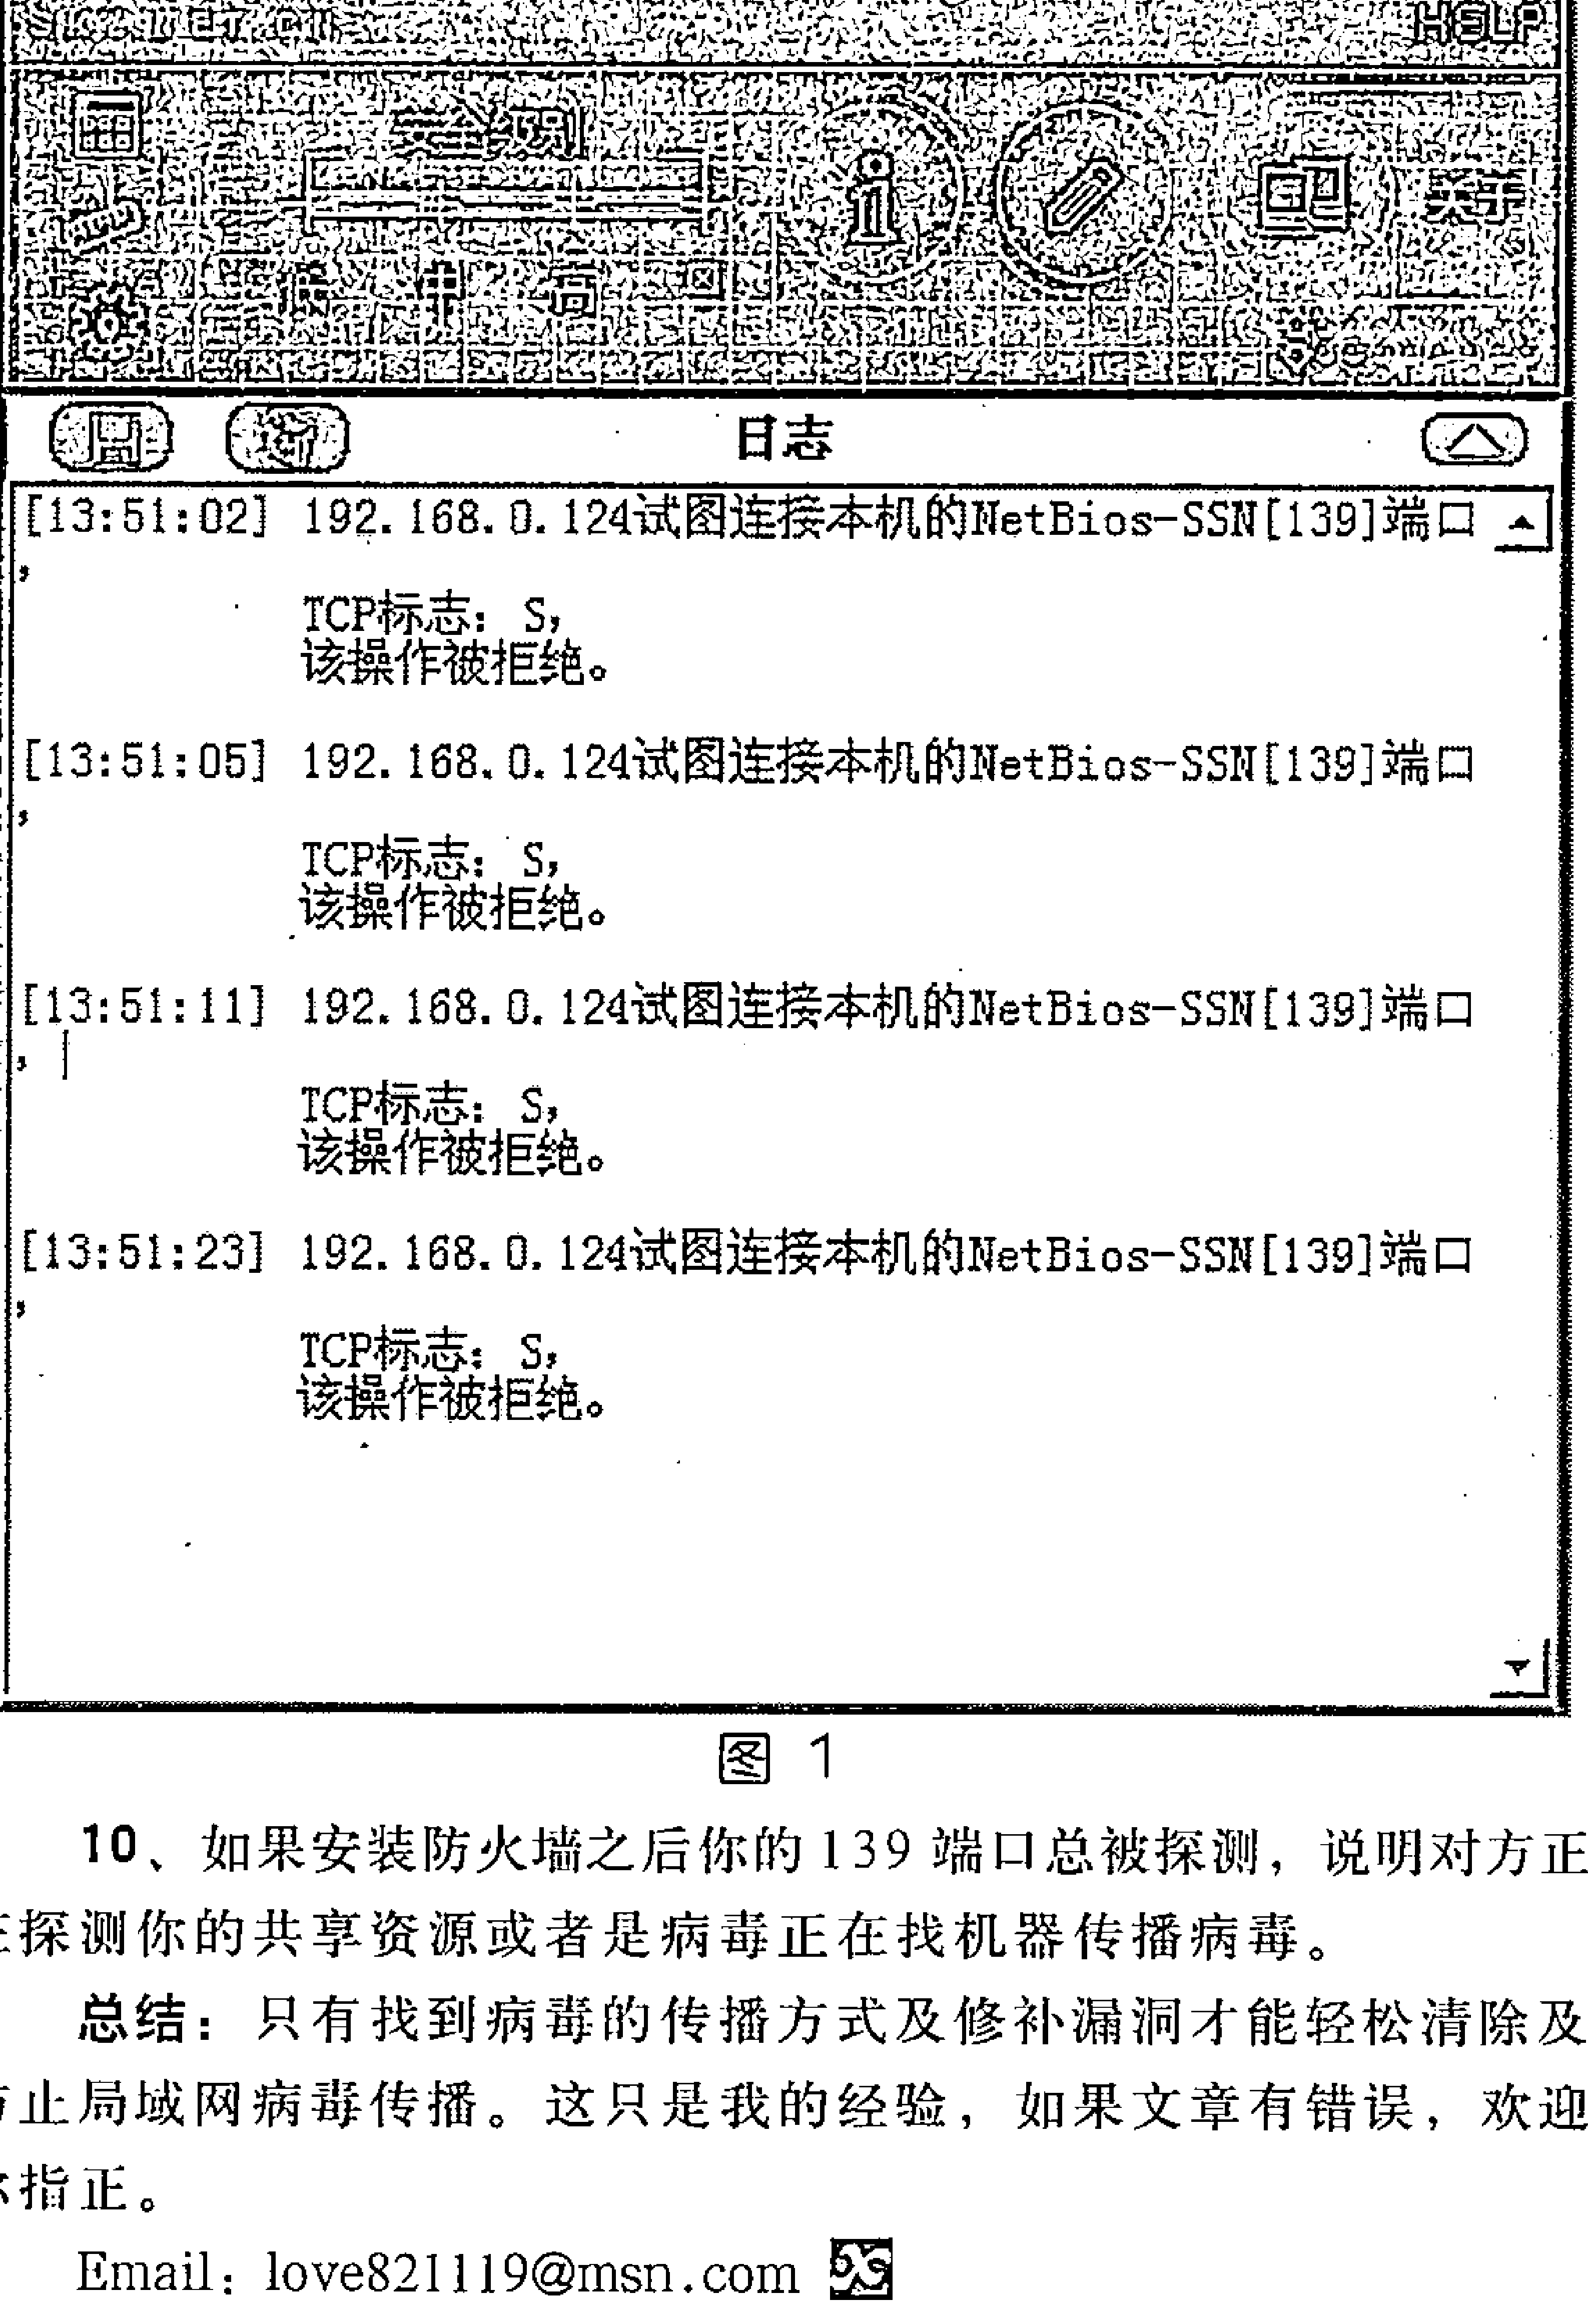 HELP
安全级别
关于
低 中 高
日志
[13:51:02] 192.168.0.124试图连接本机的NetBios-SSN[139]端口
,
TCP标志: S,
该操作被拒绝。
[13:51:05] 192.168.0.124试图连接本机的NetBios-SSN[139]端口
,
TCP标志: S,
该操作被拒绝。
[13:51:11] 192.168.0.124试图连接本机的NetBios-SSN[139]端口
,
TCP标志: S,
该操作被拒绝。
[13:51:23] 192.168.0.124试图连接本机的NetBios-SSN[139]端口
,
TCP标志: S,
该操作被拒绝。
图 1
10、如果安装防火墙之后你的139 端口总被探测，说明对方正
在探测你的共享资源或者是病毒正在找机器传播病毒。
总结：只有找到病毒的传播方式及修补漏洞才能轻松清除及
防止局域网病毒传播。这只是我的经验，如果文章有错误，欢迎
你指正。
Email: love821119@msn.com